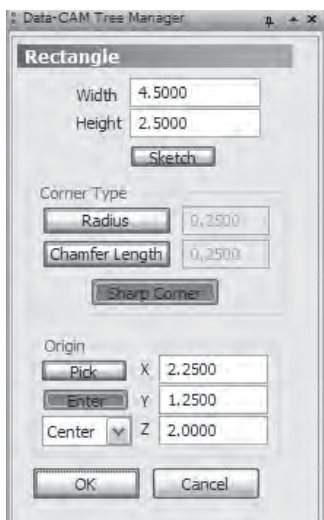 Data-CAM Tree Manager
Rectangle
Width 4.5000
Height 2.5000
Sketch
Corner Type
Radius 0.2500
Chamfer Length 0.2500
Sharp Corner
Origin
Pick X 2.2500
Enter Y 1.2500
Center Z 2.0000
OK Cancel